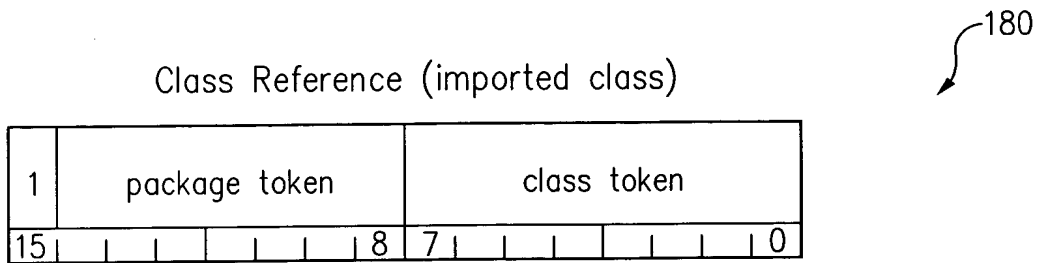 180
Class Reference (imported class)
1 package token class token
15 8 7 0